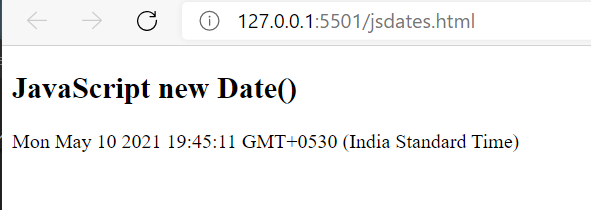 127.0.0.1:5501/jsdates.html
JavaScript new Date()
Mon May 10 2021 19:45:11 GMT+0530 (India Standard Time)